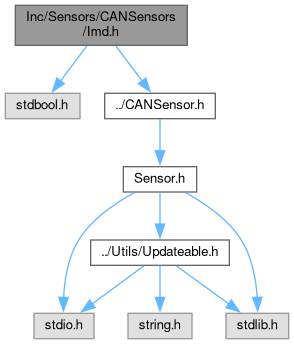 Inc/Sensors/CANSensors
/Imd.h
stdbool.h
../CANSensor.h
Sensor.h
../Utils/Updateable.h
stdio.h
string.h
stdlib.h